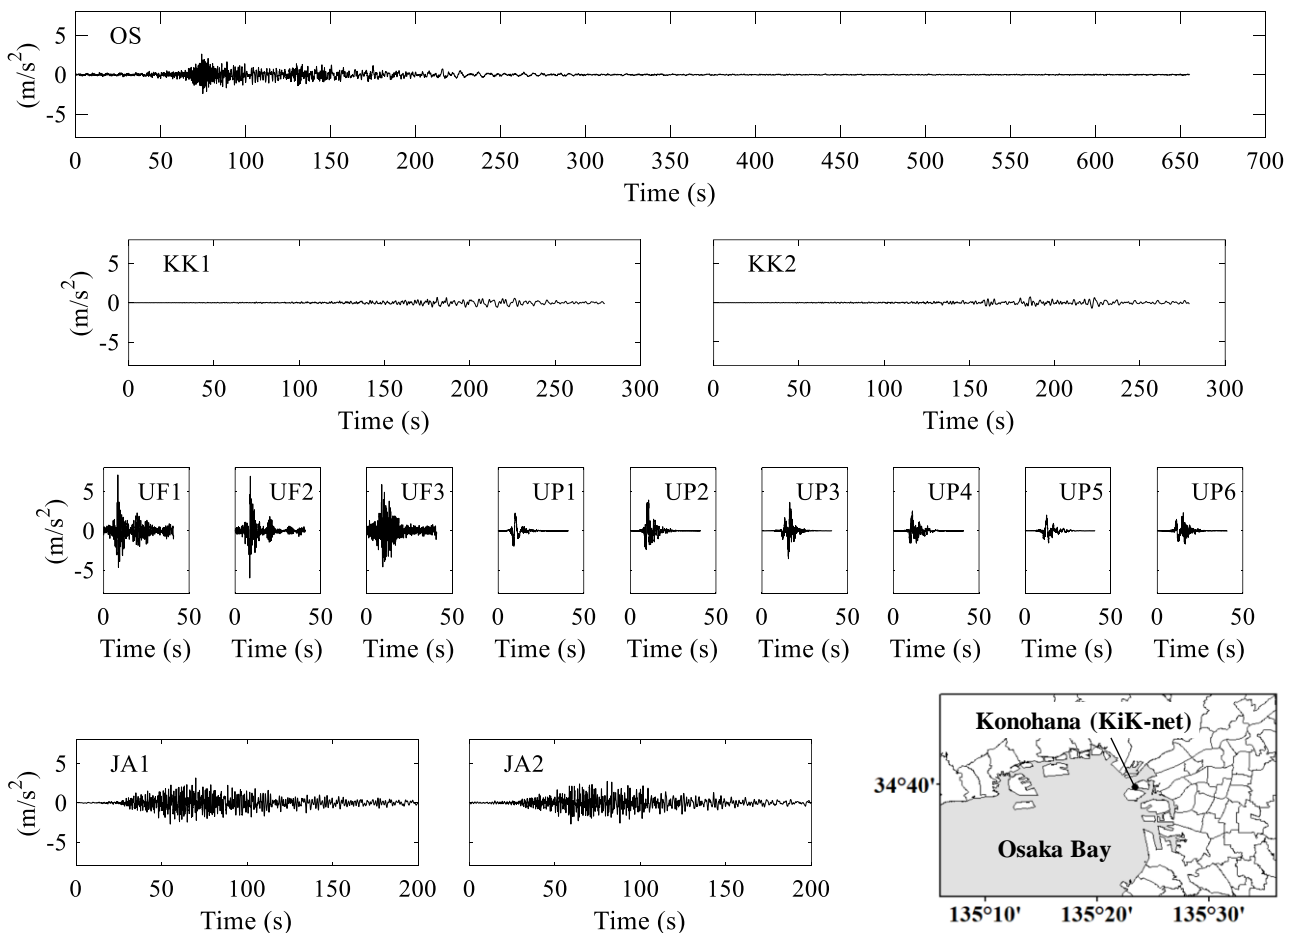 OS
(m/s2)
5
0
-5
0 50 100 150 200 250 300 350 400 450 500 550 600 650 700
Time (s)
KK1
KK2
(m/s2)
5
0
-5
0 50 100 150 200 250 300
0 50 100 150 200 250 300
Time (s)
Time (s)
UF1
UF2
UF3
UP1
UP2
UP3
UP4
UP5
UP6
(m/s2)
5
0
-5
0 50
0 50
0 50
0 50
0 50
0 50
0 50
0 50
0 50
Time (s)
Time (s)
Time (s)
Time (s)
Time (s)
Time (s)
Time (s)
Time (s)
Time (s)
JA1
JA2
(m/s2)
5
0
-5
0 50 100 150 200
0 50 100 150 200
Time (s)
Time (s)
Konohana (KiK-net)
34°40'
Osaka Bay
135°10' 135°20' 135°30'